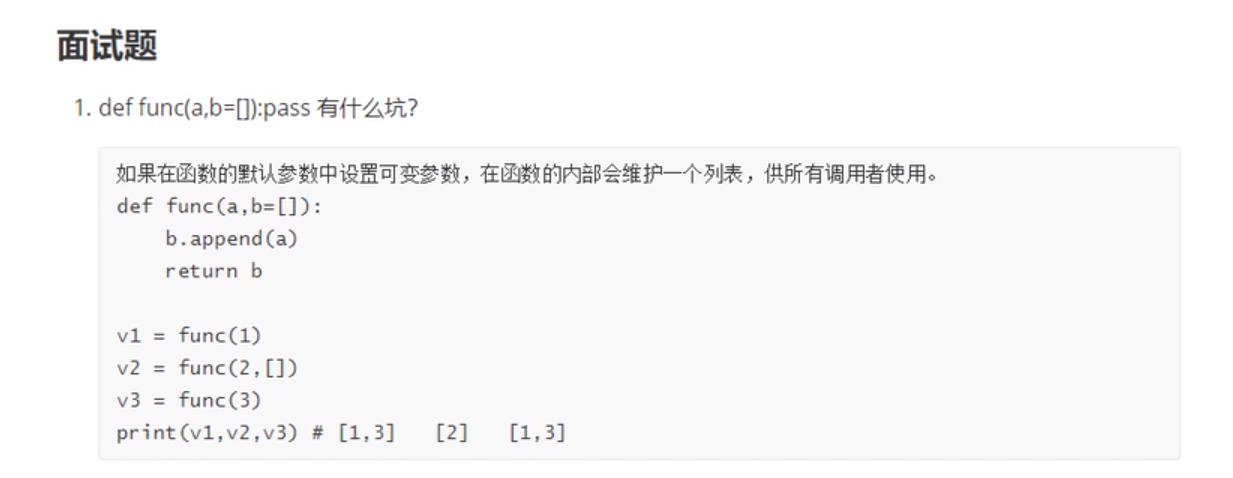 面试题
1. def func(a,b=[]):pass 有什么坑?
如果在函数的默认参数中设置可变参数，在函数的内部会维护一个列表，供所有调用者使用。
def func(a,b=[]):
    b.append(a)
    return b
v1 = func(1)
v2 = func(2,[])
v3 = func(3)
print(v1,v2,v3) # [1,3]   [2]   [1,3]